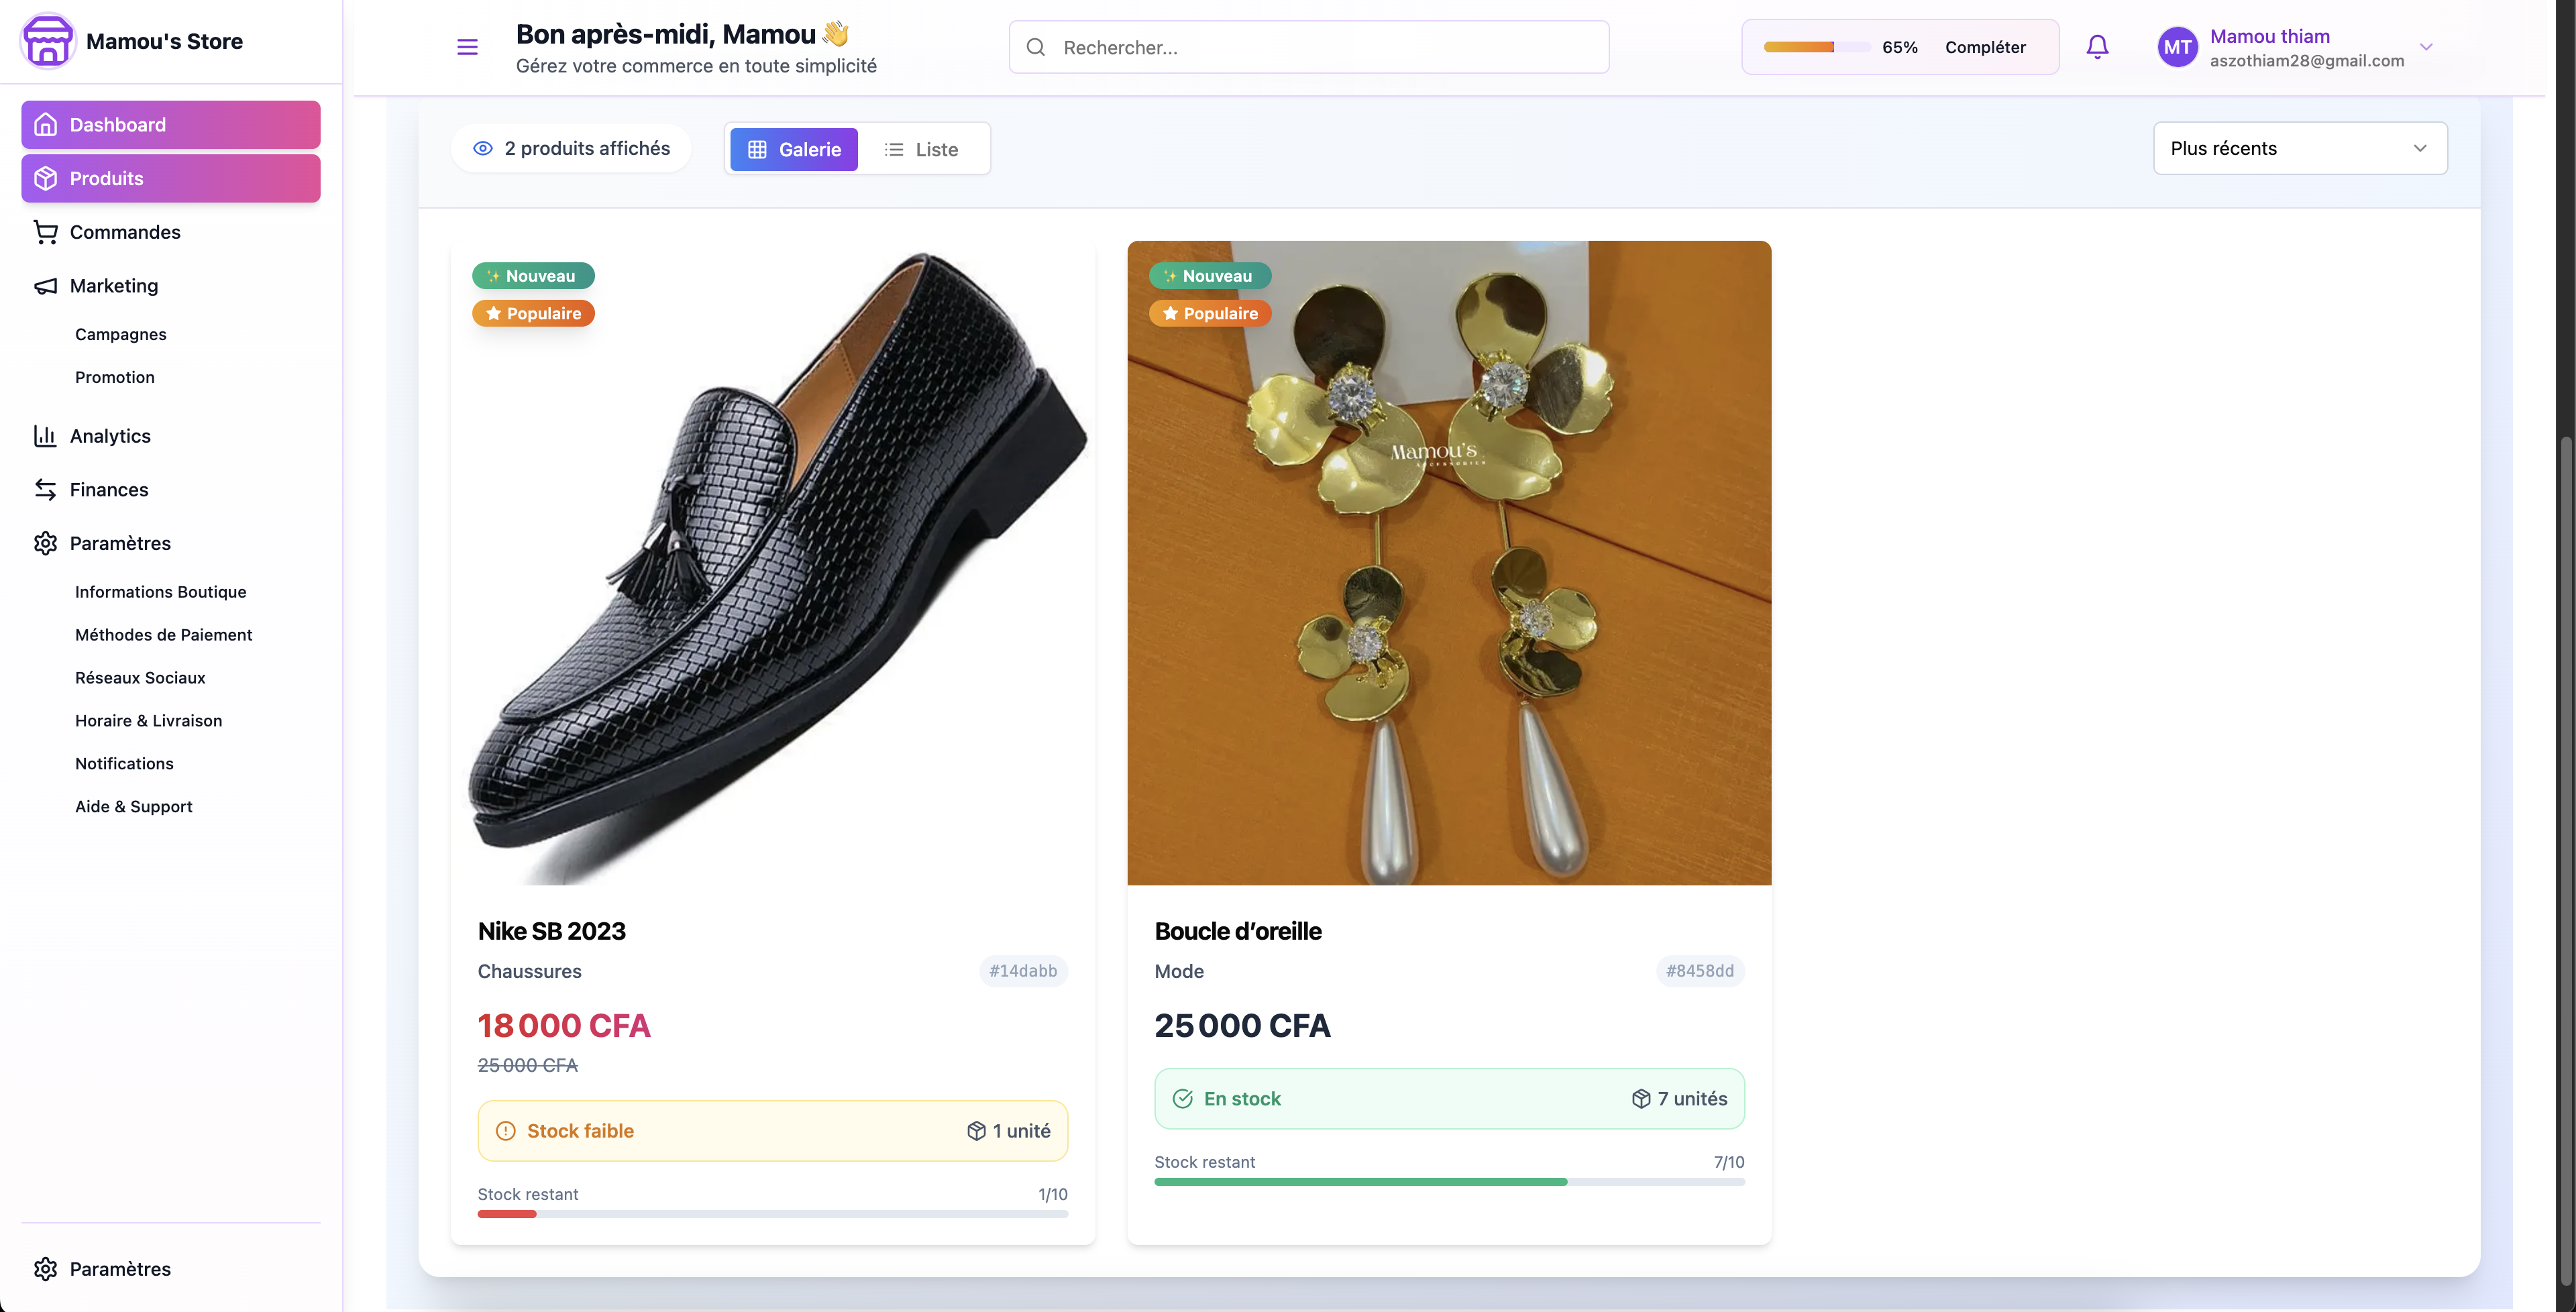 Mamou's Store
Dashboard
Produits
Commandes
Marketing
Campagnes
Promotion
Analytics
Finances
Paramètres
Informations Boutique
Méthodes de Paiement
Réseaux Sociaux
Horaire & Livraison
Notifications
Aide & Support
Paramètres
Bon après-midi, Mamou 👋
Gérez votre commerce en toute simplicité
Rechercher...
65% Compléter
MT
Mamou thiam
aszothiam28@gmail.com
2 produits affichés
Galerie
Liste
Plus récents
✨ Nouveau
Populaire
Nike SB 2023
Chaussures
#14dabb
18 000 CFA
25 000 CFA
Stock faible
1 unité
Stock restant
1/10
✨ Nouveau
Populaire
Mamou's
ACCESSORIES
Boucle d’oreille
Mode
#8458dd
25 000 CFA
En stock
7 unités
Stock restant
7/10